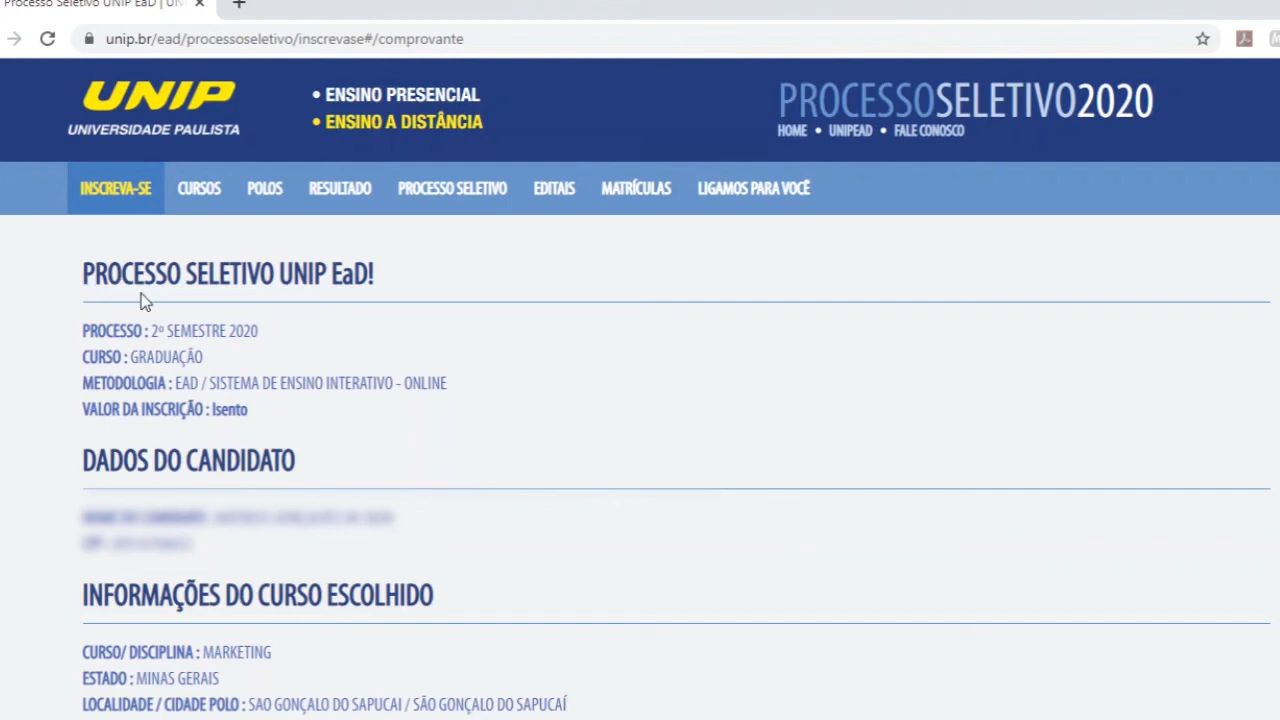 Processo Seletivo UNIP EaD | UN
unip.br/ead/processoseletivo/inscrevase#/comprovante
UNIP
UNIVERSIDADE PAULISTA
• ENSINO PRESENCIAL
• ENSINO A DISTÂNCIA
PROCESSOSELETIVO2020
HOME • UNIPEAD • FALE CONOSCO
INSCREVA-SE CURSOS POLOS RESULTADO PROCESSO SELETIVO EDITAIS MATRÍCULAS LIGAMOS PARA VOCÊ
PROCESSO SELETIVO UNIP EaD!
PROCESSO : 2º SEMESTRE 2020
CURSO : GRADUAÇÃO
METODOLOGIA : EAD / SISTEMA DE ENSINO INTERATIVO - ONLINE
VALOR DA INSCRIÇÃO : Isento
DADOS DO CANDIDATO
INFORMAÇÕES DO CURSO ESCOLHIDO
CURSO/ DISCIPLINA : MARKETING
ESTADO : MINAS GERAIS
LOCALIDADE / CIDADE POLO : SAO GONÇALO DO SAPUCAI / SÃO GONÇALO DO SAPUCAÍ